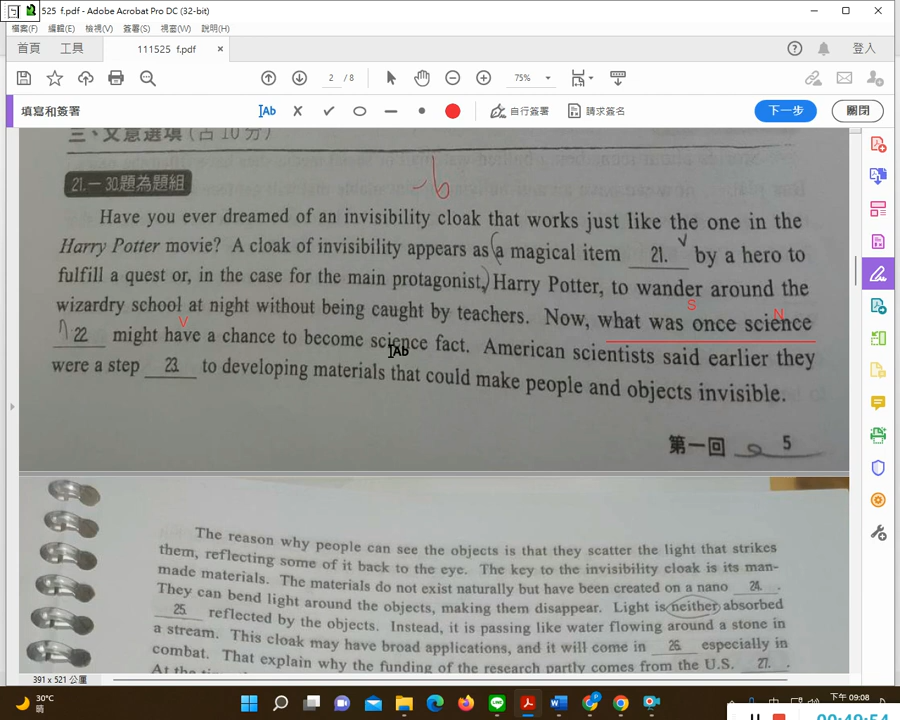 525 f.pdf - Adobe Acrobat Pro DC (32-bit)
檔案(F) 編輯(E) 檢視(V) 簽署(S) 視窗(W) 說明(H)
首頁 工具 111525 f.pdf × 登入
2 / 8 75%
填寫和簽署 Ab 自行簽署 請求簽名 下一步 關閉
三、文意選填(占10分)
-6
21.-30.題為題組
Have you ever dreamed of an invisibility cloak that works just like the one in the
Harry Potter movie? A cloak of invisibility appears as (a magical item 21. by a hero to
V
fulfill a quest or, in the case for the main protagonist,) Harry Potter, to wander around the
wizardry school at night without being caught by teachers. Now, what was once science
S N
n 22. might have a chance to become science fact. American scientists said earlier they
V
were a step 23. to developing materials that could make people and objects invisible.
Ab
第一回 5
The reason why people can see the objects is that they scatter the light that strikes
them, reflecting some of it back to the eye. The key to the invisibility cloak is its man-
made materials. The materials do not exist naturally but have been created on a nano 24. .
They can bend light around the objects, making them disappear. Light is neither absorbed
25. reflected by the objects. Instead, it is passing like water flowing around a stone in
a stream. This cloak may have broad applications, and it will come in 26. especially in
combat. That explain why the funding of the research partly comes from the U.S. 27. .
391 x 521 公厘
30°C
晴
下午 09:08
00:49:54